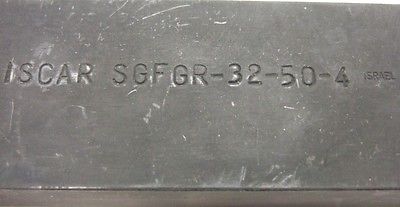 ISCAR SGFGR-32-50-4 ISRAEL